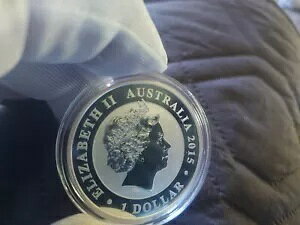 ELIZABETH II AUSTRALIA 2015
· 1 DOLLAR ·